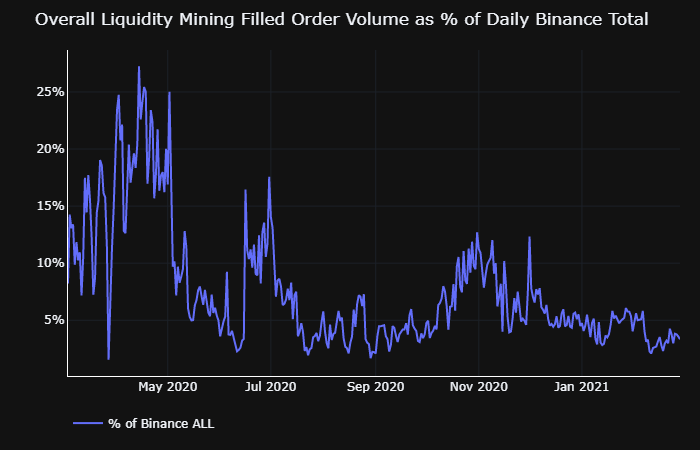 Overall Liquidity Mining Filled Order Volume as % of Daily Binance Total
25%
20%
15%
10%
5%
May 2020 Jul 2020 Sep 2020 Nov 2020 Jan 2021
% of Binance ALL